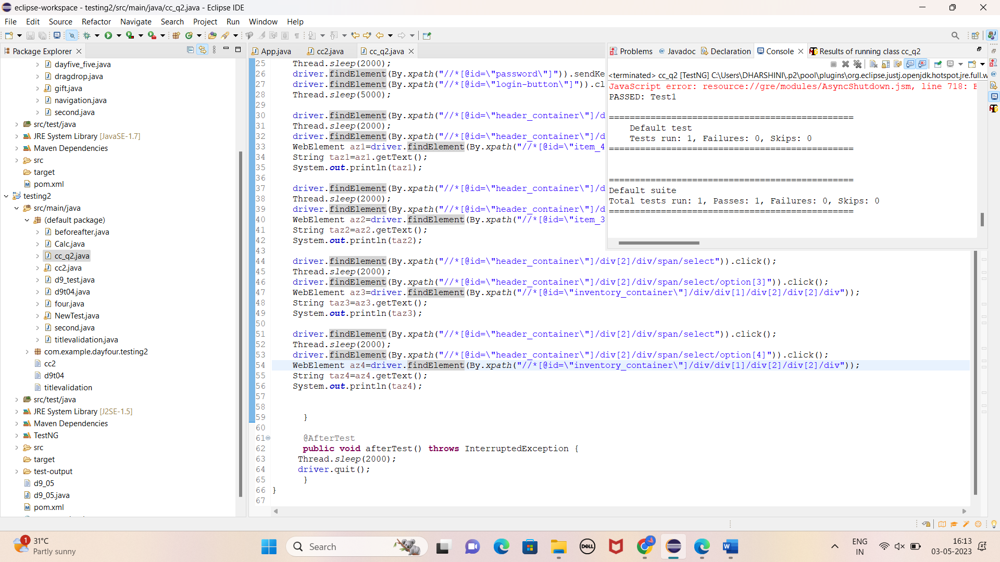 eclipse-workspace - testing2/src/main/java/cc_q2.java - Eclipse IDE
File Edit Source Refactor Navigate Search Project Run Window Help
Package Explorer
dayfive_five.java
dragdrop.java
gift.java
navigation.java
second.java
src/test/java
JRE System Library [JavaSE-1.7]
Maven Dependencies
src
target
pom.xml
testing2
src/main/java
(default package)
beforeafter.java
Calc.java
cc_q2.java
cc2.java
d9_test.java
d9t04.java
four.java
NewTest.java
second.java
titlevalidation.java
com.example.dayfour.testing2
cc2
d9t04
titlevalidation
src/test/java
JRE System Library [J2SE-1.5]
Maven Dependencies
TestNG
src
target
test-output
d9_05
d9_05.java
pom.xml
App.java cc2.java cc_q2.java
25 Thread.sleep(2000);
26 driver.findElement(By.xpath("//*[@id=\"password\"]")).sendKe
27 driver.findElement(By.xpath("//*[@id=\"login-button\"]")).cl
28 Thread.sleep(5000);
29
30 driver.findElement(By.xpath("//*[@id=\"header_container\"]/d
31 Thread.sleep(2000);
32 driver.findElement(By.xpath("//*[@id=\"header_container\"]/d
33 WebElement az1=driver.findElement(By.xpath("//*[@id=\"item_4
34 String taz1=az1.getText();
35 System.out.println(taz1);
36
37 driver.findElement(By.xpath("//*[@id=\"header_container\"]/d
38 Thread.sleep(2000);
39 driver.findElement(By.xpath("//*[@id=\"header_container\"]/d
40 WebElement az2=driver.findElement(By.xpath("//*[@id=\"item_3
41 String taz2=az2.getText();
42 System.out.println(taz2);
43
44 driver.findElement(By.xpath("//*[@id=\"header_container\"]/div[2]/div/span/select")).click();
45 Thread.sleep(2000);
46 driver.findElement(By.xpath("//*[@id=\"header_container\"]/div[2]/div/span/select/option[3]")).click();
47 WebElement az3=driver.findElement(By.xpath("//*[@id=\"inventory_container\"]/div/div[1]/div[2]/div[2]/div"));
48 String taz3=az3.getText();
49 System.out.println(taz3);
50
51 driver.findElement(By.xpath("//*[@id=\"header_container\"]/div[2]/div/span/select")).click();
52 Thread.sleep(2000);
53 driver.findElement(By.xpath("//*[@id=\"header_container\"]/div[2]/div/span/select/option[4]")).click();
54 WebElement az4=driver.findElement(By.xpath("//*[@id=\"inventory_container\"]/div/div[1]/div[2]/div[2]/div"));
55 String taz4=az4.getText();
56 System.out.println(taz4);
57
58
59 }
60
61 @AfterTest
62 public void afterTest() throws InterruptedException {
63 Thread.sleep(2000);
64 driver.quit();
65 }
66 }
67
Problems @ Javadoc Declaration Console Results of running class cc_q2
<terminated> cc_q2 [TestNG] C:\Users\DHARSHINI\.p2\pool\plugins\org.eclipse.justj.openjdk.hotspot.jre.full.w
JavaScript error: resource://gre/modules/AsyncShutdown.jsm, line 718: E
PASSED: Test1
===============================================
Default test
Tests run: 1, Failures: 0, Skips: 0
===============================================
===============================================
Default suite
Total tests run: 1, Passes: 1, Failures: 0, Skips: 0
===============================================
1
31°C
Partly sunny
Search
DELL
W
ENG
IN
16:13
03-05-2023